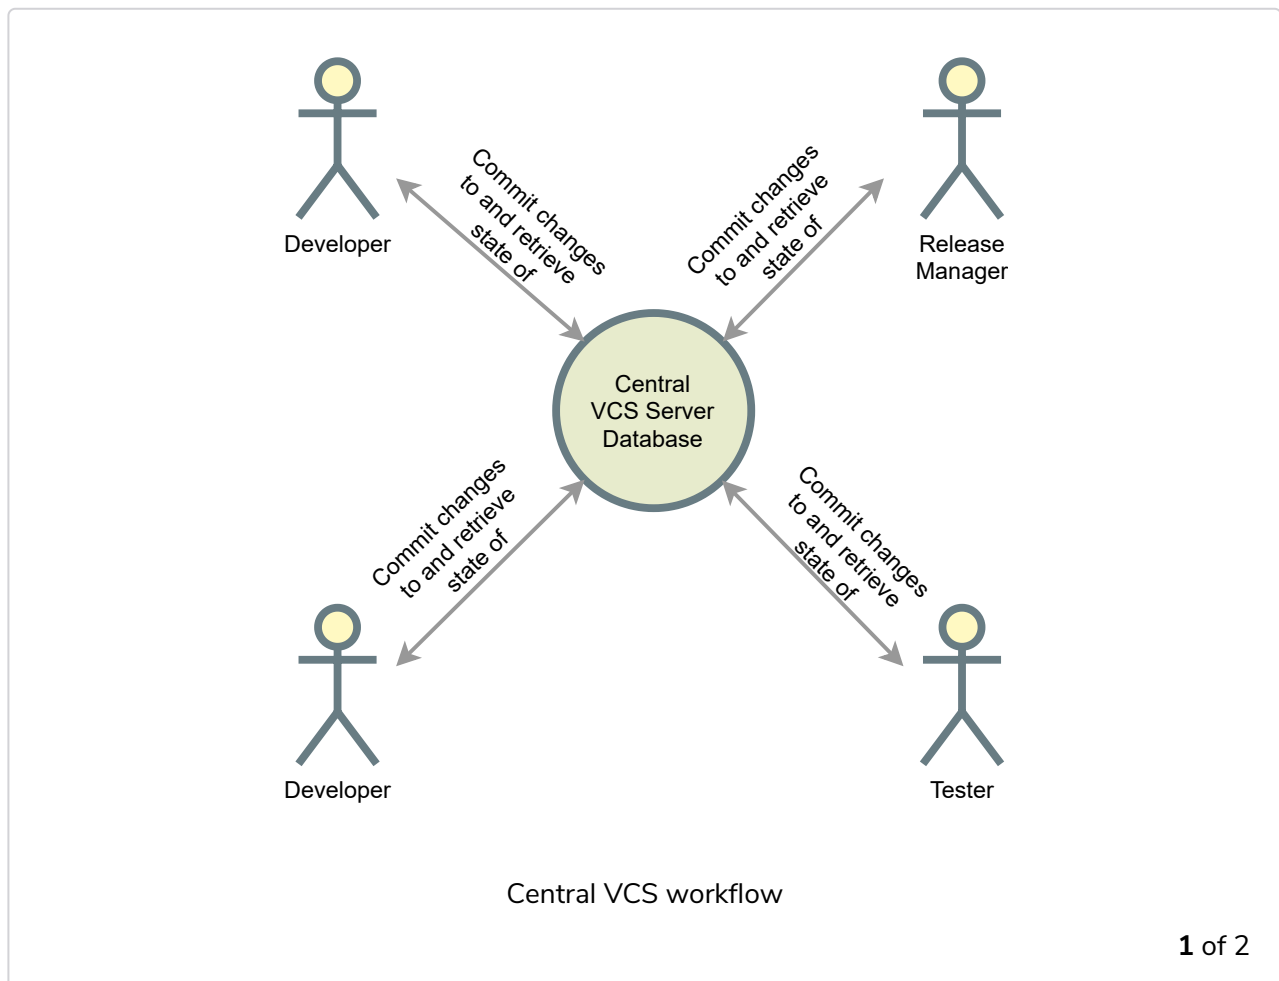 Commit changes
to and retrieve
state of
Developer
Commit changes
to and retrieve
state of
Release
Manager
Central
VCS Server
Database
Commit changes
to and retrieve
state of
Developer
Commit changes
to and retrieve
state of
Tester
Central VCS workflow
1 of 2